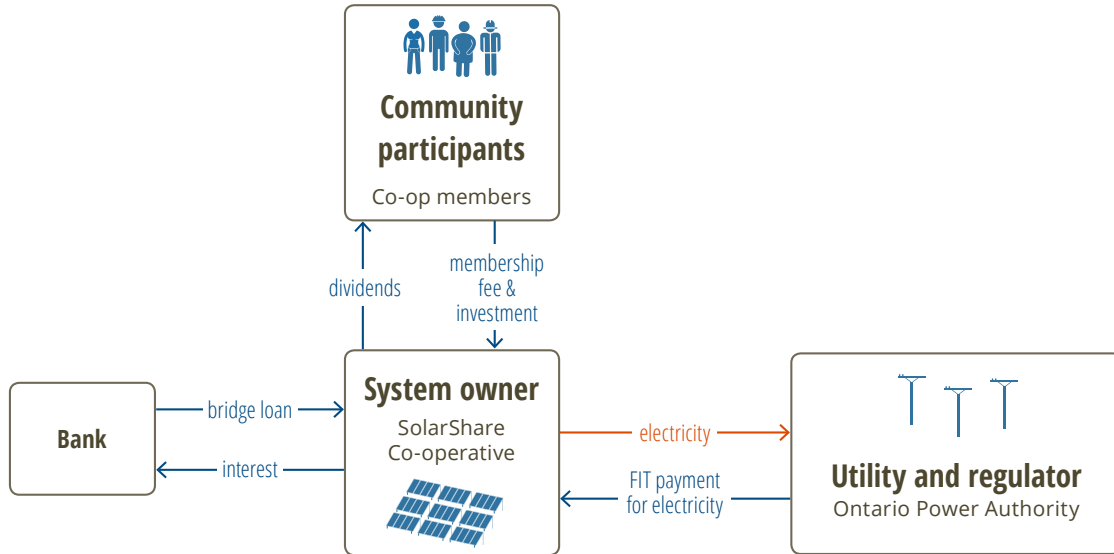 Community
participants
Co-op members
dividends
membership
fee &
investment
Bank
bridge loan
interest
System owner
SolarShare
Co-operative
electricity
FIT payment
for electricity
Utility and regulator
Ontario Power Authority